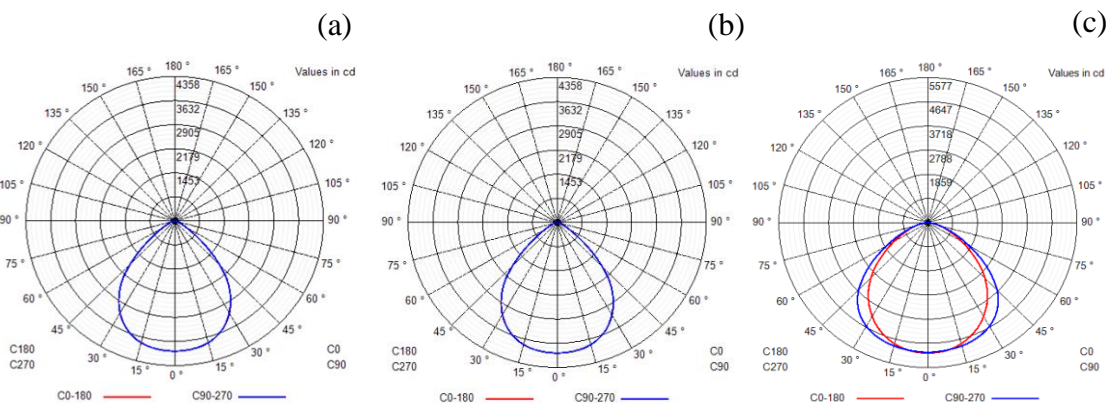 (a)
180 °
165 ° 165 °
150 ° 150 °
135 ° 135 °
120 ° 120 °
105 ° 105 °
90 ° 90 °
75 ° 75 °
60 ° 60 °
45 ° 45 °
30 ° 30 °
15 ° 0 ° 15 °
Values in cd
4358
3632
2905
2179
1453
C180 C0
C270 C90
C0-180 C90-270
(b)
180 °
165 ° 165 °
150 ° 150 °
135 ° 135 °
120 ° 120 °
105 ° 105 °
90 ° 90 °
75 ° 75 °
60 ° 60 °
45 ° 45 °
30 ° 30 °
15 ° 0 ° 15 °
Values in cd
4358
3632
2905
2179
1453
C180 C0
C270 C90
C0-180 C90-270
(c)
180 °
165 ° 165 °
150 ° 150 °
135 ° 135 °
120 ° 120 °
105 ° 105 °
90 ° 90 °
75 ° 75 °
60 ° 60 °
45 ° 45 °
30 ° 30 °
15 ° 0 ° 15 °
Values in cd
5577
4647
3718
2788
1859
C180 C0
C270 C90
C0-180 C90-270